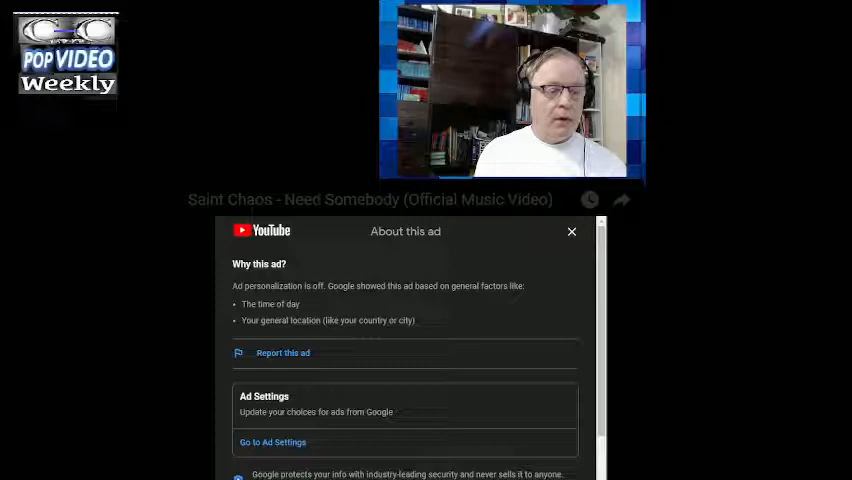 POP VIDEO
Weekly
Saint Chaos - Need Somebody (Official Music Video)
YouTube
About this ad
Why this ad?
Ad personalization is off. Google showed this ad based on general factors like:
• The time of day
• Your general location (like your country or city)
Report this ad
Ad Settings
Update your choices for ads from Google
Go to Ad Settings
Google protects your info with industry-leading security and never sells it to anyone.